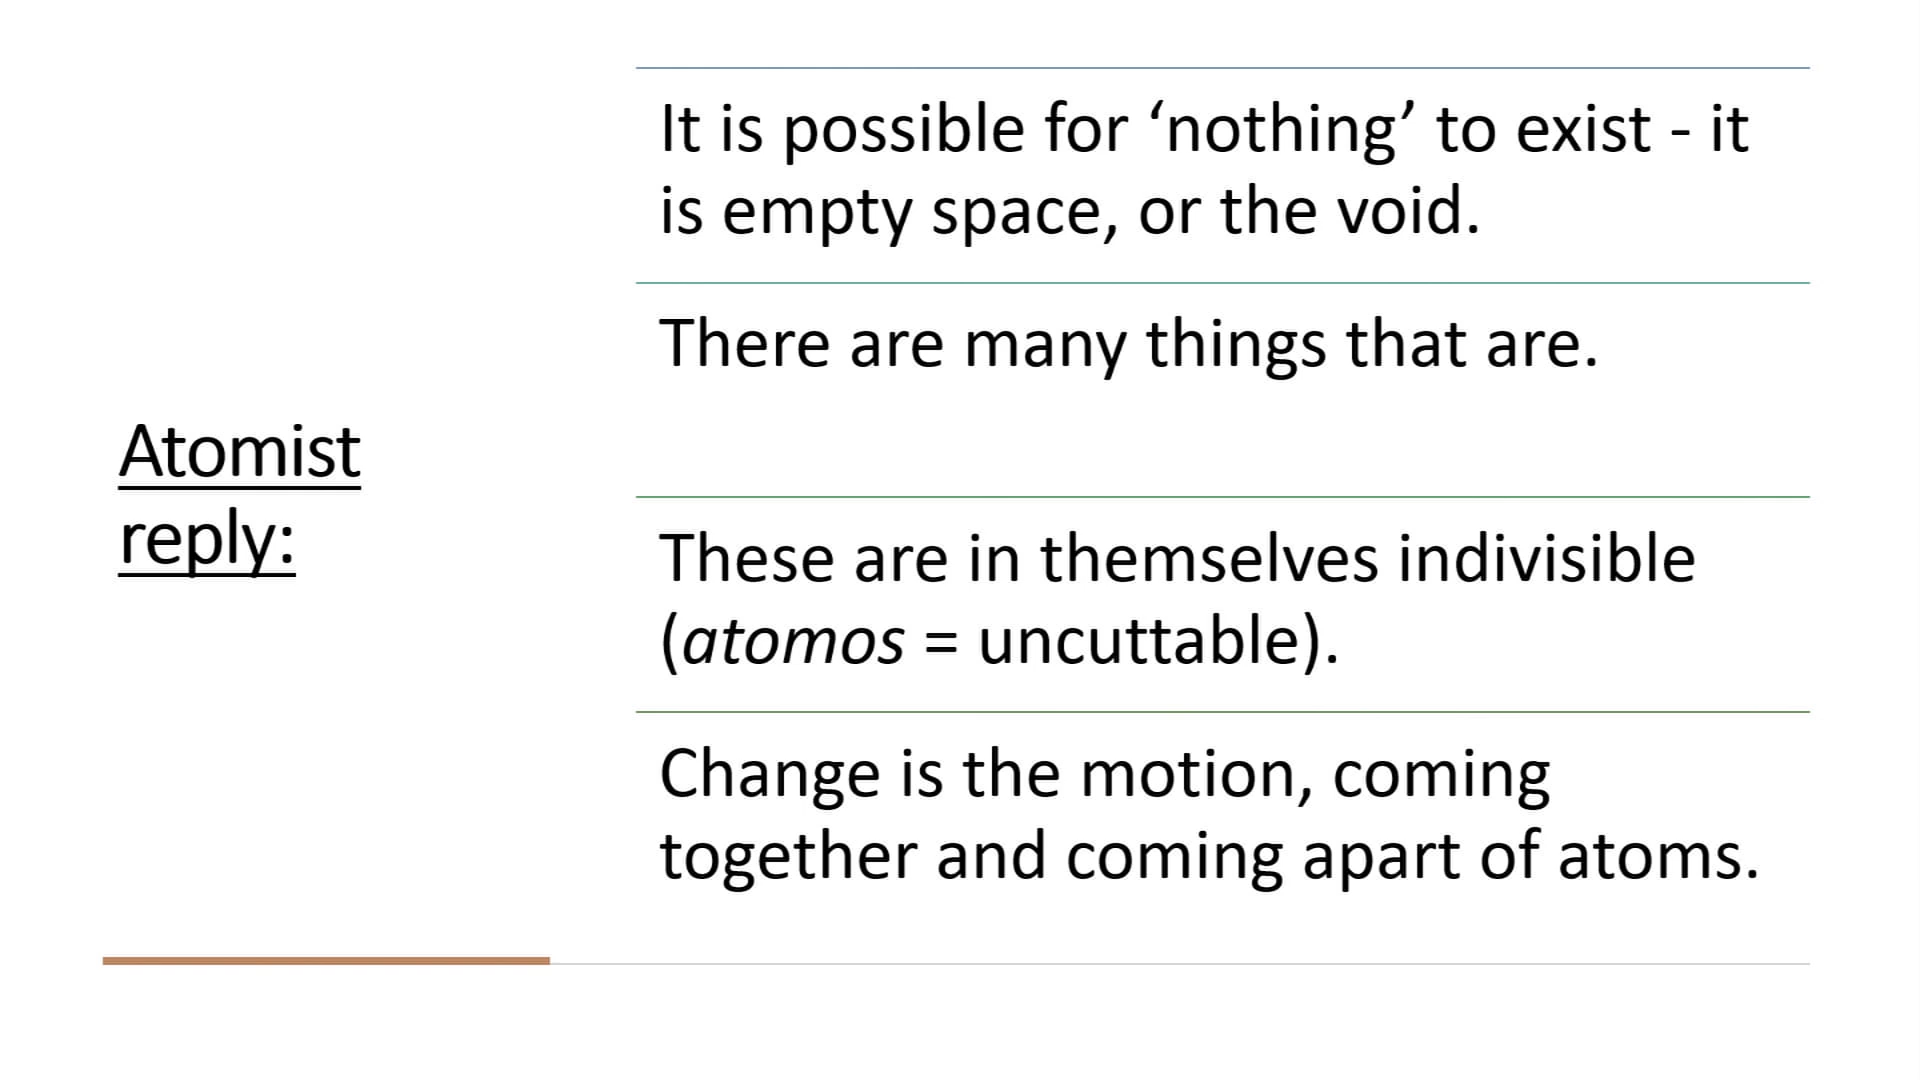 Atomist
reply:
It is possible for ‘nothing’ to exist - it
is empty space, or the void.
There are many things that are.
These are in themselves indivisible
(atomos = uncuttable).
Change is the motion, coming
together and coming apart of atoms.